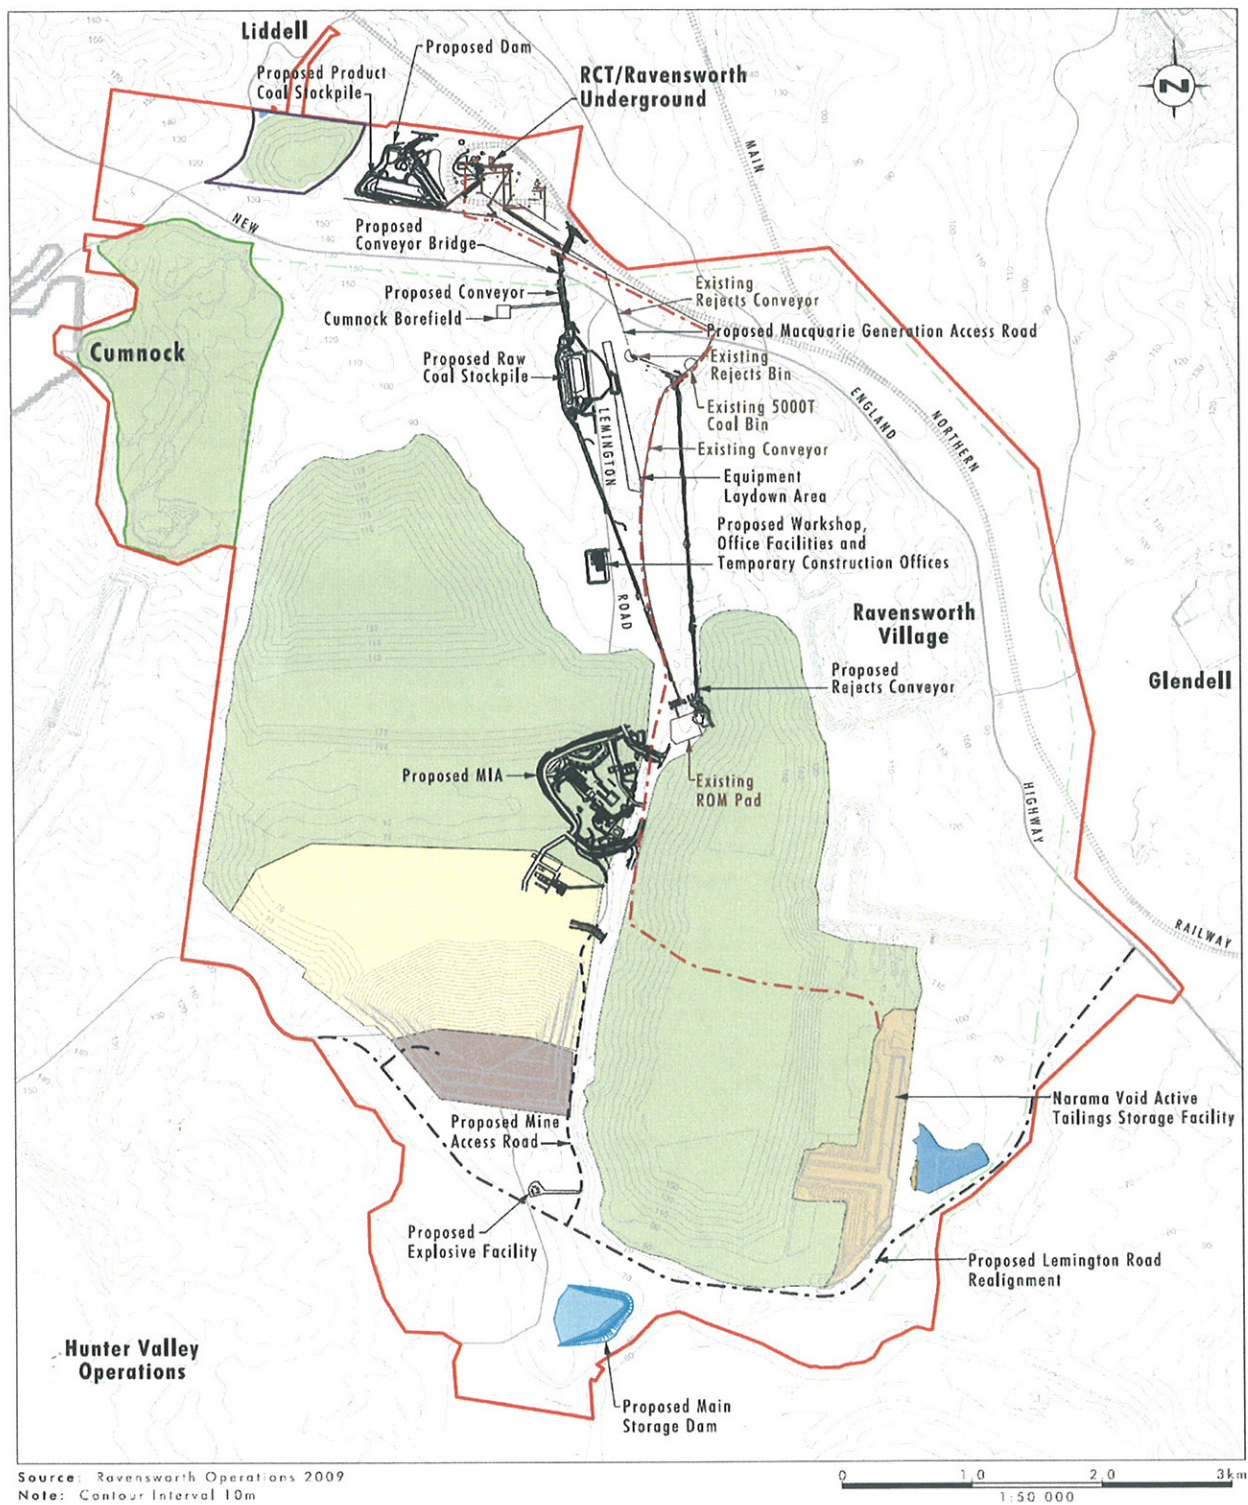 Liddell
Proposed Dam
Proposed Product
Coal Stockpile
RCT/Ravensworth
Underground
N
MAIN
NEW
Proposed
Conveyor Bridge
Proposed Conveyor
Cumnock Borefield
Existing
Rejects Conveyor
Proposed Macquarie Generation Access Road
Cumnock
Proposed Raw
Coal Stockpile
Existing
Rejects Bin
Existing 5000T
Coal Bin
ENGLAND
NORTHERN
LEMINGTON
Existing Conveyor
Equipment
Laydown Area
Proposed Workshop,
Office Facilities and
Temporary Construction Offices
ROAD
Ravensworth
Village
Glendell
Proposed
Rejects Conveyor
Proposed MIA
Existing
ROM Pad
HIGHWAY
RAILWAY
Narama Void Active
Tailings Storage Facility
Proposed Mine
Access Road
Proposed
Explosive Facility
Proposed Lemington Road
Realignment
Hunter Valley
Operations
Proposed Main
Storage Dam
Source: Ravensworth Operations 2009
Note: Contour Interval 10m
0 1,0 2,0 3km
1:50 000